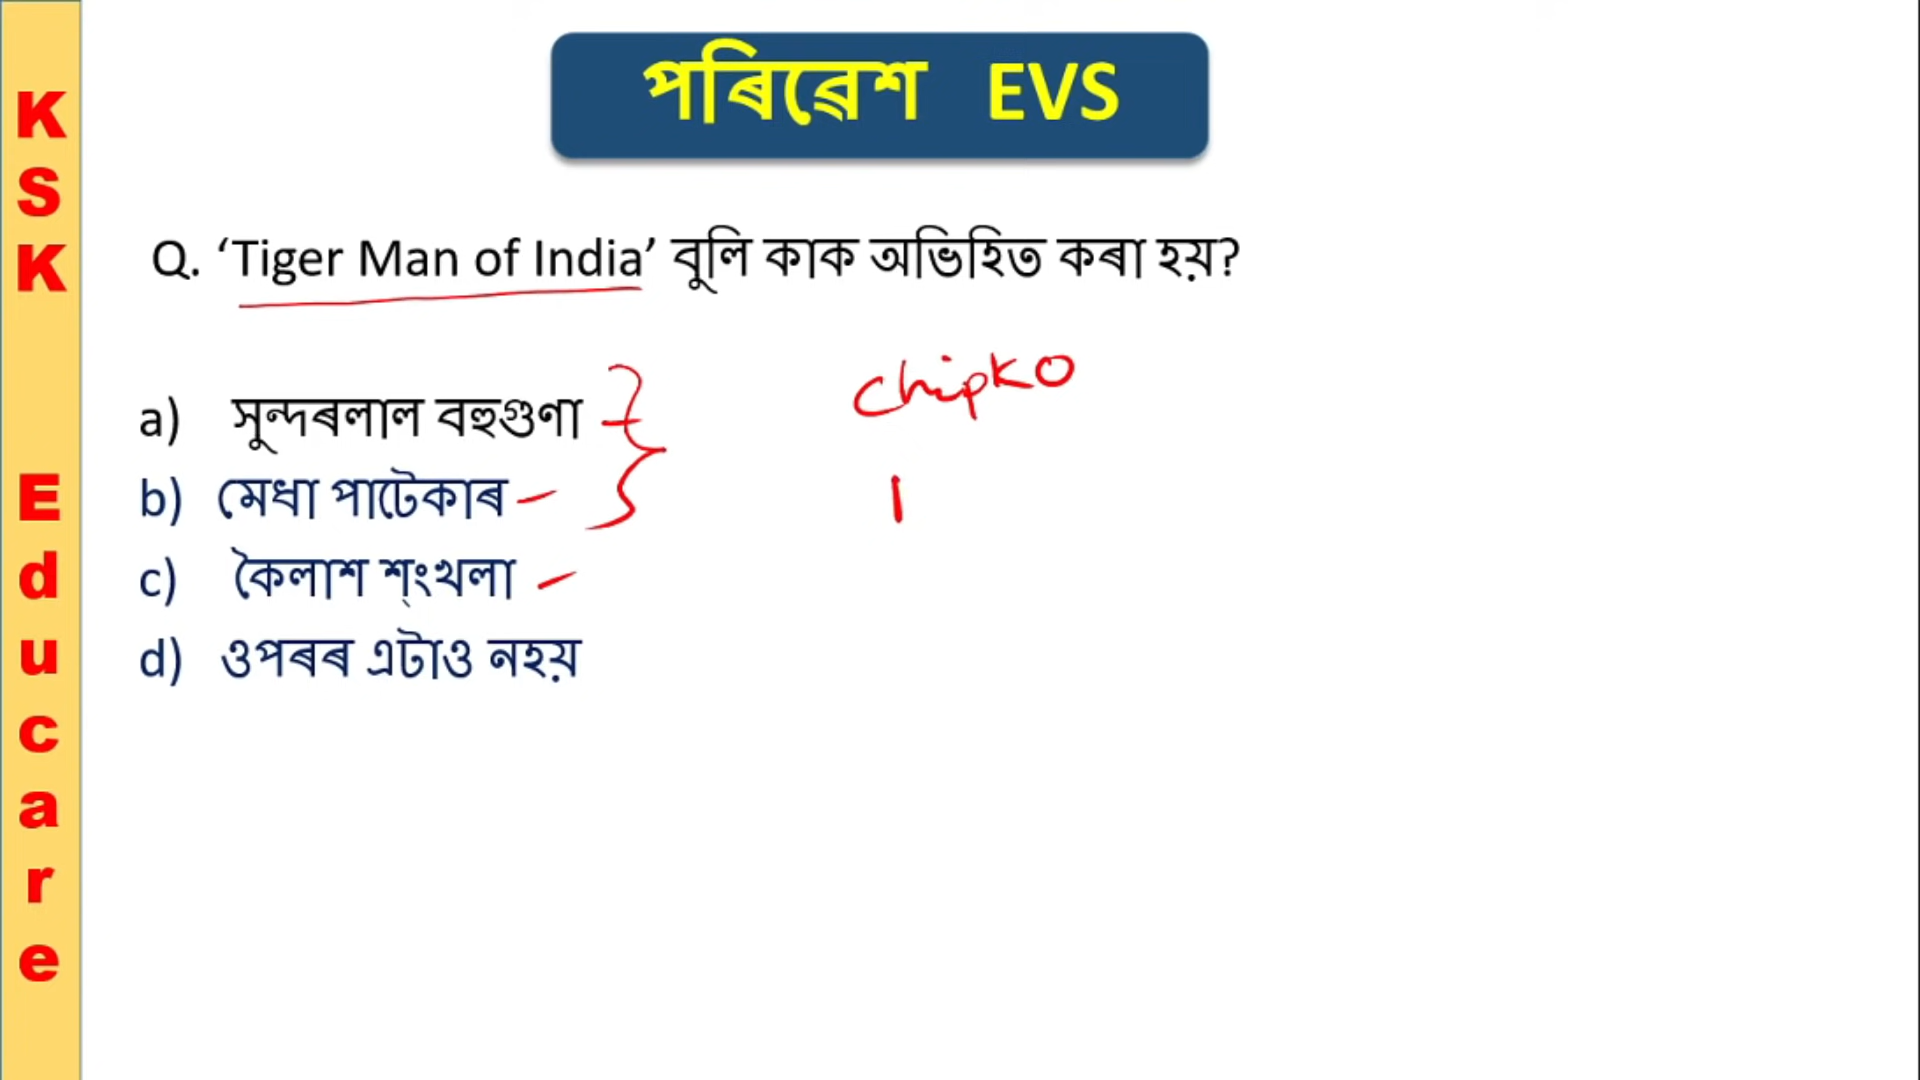 পৰিৱেশ EVS
K
S
K
E
d
u
c
a
r
e
Q. ‘Tiger Man of India’ বুলি কাক অভিহিত কৰা হয়?
chipko
a) সুন্দৰলাল বহুগুণা
b) মেধা পাটেকাৰ
c) কৈলাশ শ্ংখলা
d) ওপৰৰ এটাও নহয়